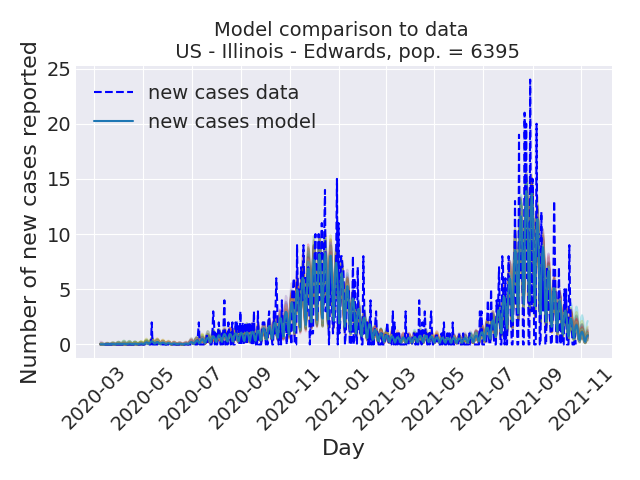 Model comparison to data
US - Illinois - Edwards, pop. = 6395
Number of new cases reported
25
20
15
10
5
0
new cases data
new cases model
2020-03
2020-05
2020-07
2020-09
2020-11
2021-01
2021-03
2021-05
2021-07
2021-09
2021-11
Day